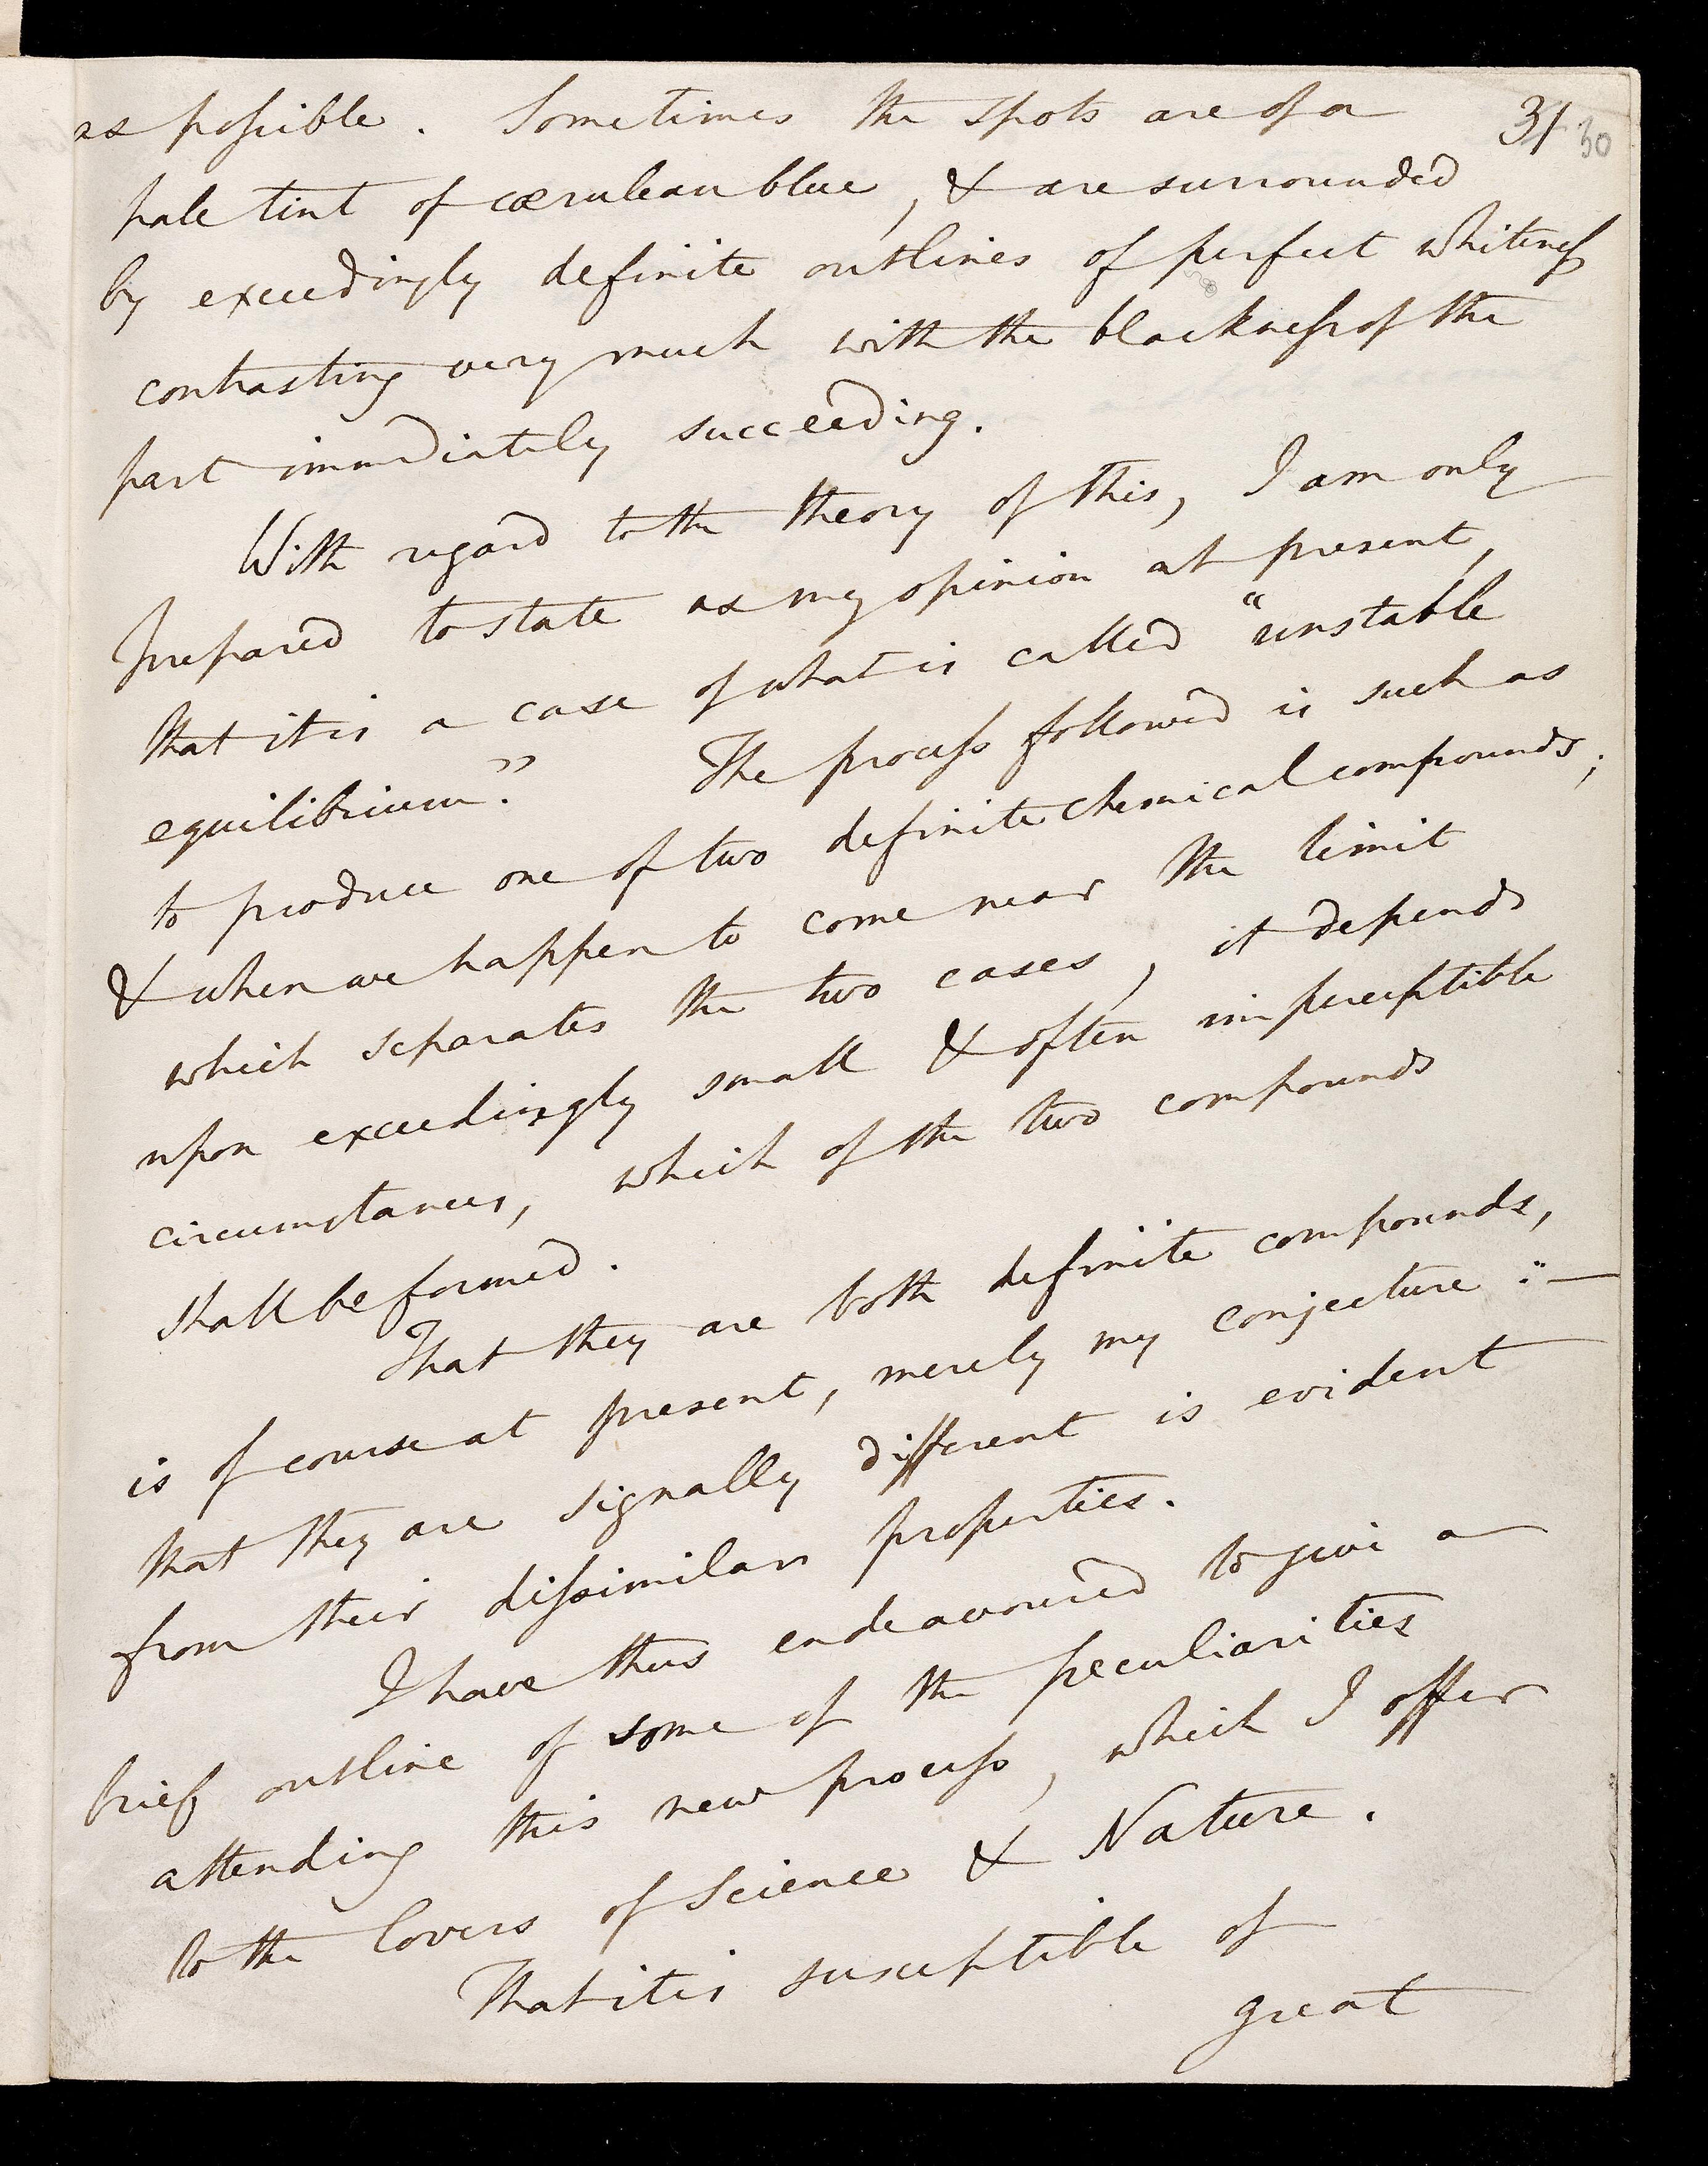 as possible. Sometimes the spots are of a 31 30
pale tint of cærulean blue, & are surrounded
by exceedingly definite outlines of perfect whiteness
contrasting very much with the blackness of the
part immediately succeeding.
With regard to the theory of this, I am only
prepared to state as my opinion at present,
that it is a case of what is called "unstable
equilibrium." The process followed is such as
to produce one of two definite chemical compounds;
& when we happen to come near the limit
which separates the two cases, it depends
upon exceedingly small & often imperceptible
circumstances, which of the two compounds
shall be formed.
That they are both definite compounds,
is of course at present, merely my conjecture :—
that they are signally different is evident
from their dissimilar properties.
I have thus endeavoured to give a
brief outline of some of the peculiarities
attending this new process, which I offer
to the lovers of Science & Nature.
That it is susceptible of
great